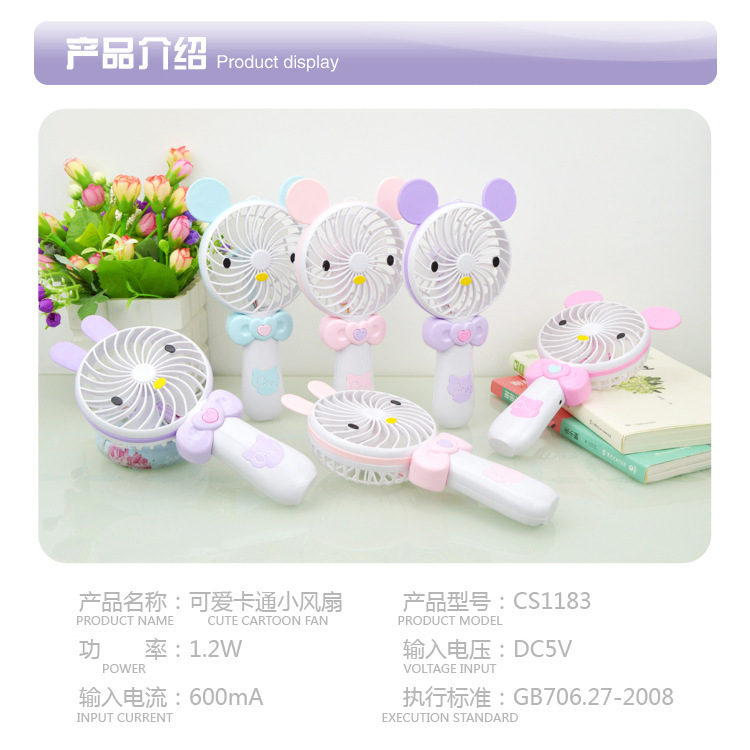 产品介绍 Product display
产品名称：可爱卡通小风扇
PRODUCT NAME CUTE CARTOON FAN
产品型号：CS1183
PRODUCT MODEL
功 率：1.2W
POWER
输入电压：DC5V
VOLTAGE INPUT
输入电流：600mA
INPUT CURRENT
执行标准：GB706.27-2008
EXECUTION STANDARD